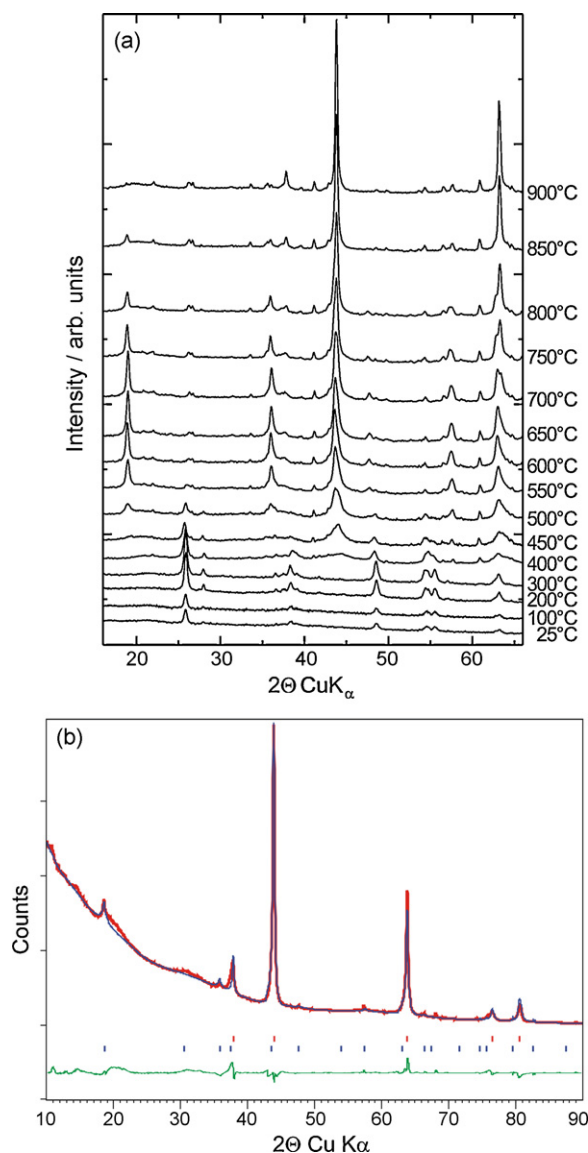 (a)
Intensity / arb. units
900°C
850°C
800°C
750°C
700°C
650°C
600°C
550°C
500°C
450°C
400°C
300°C
200°C
100°C
25°C
20 30 40 50 60
2Θ CuKα
(b)
Counts
10 20 30 40 50 60 70 80 90
2Θ Cu Kα